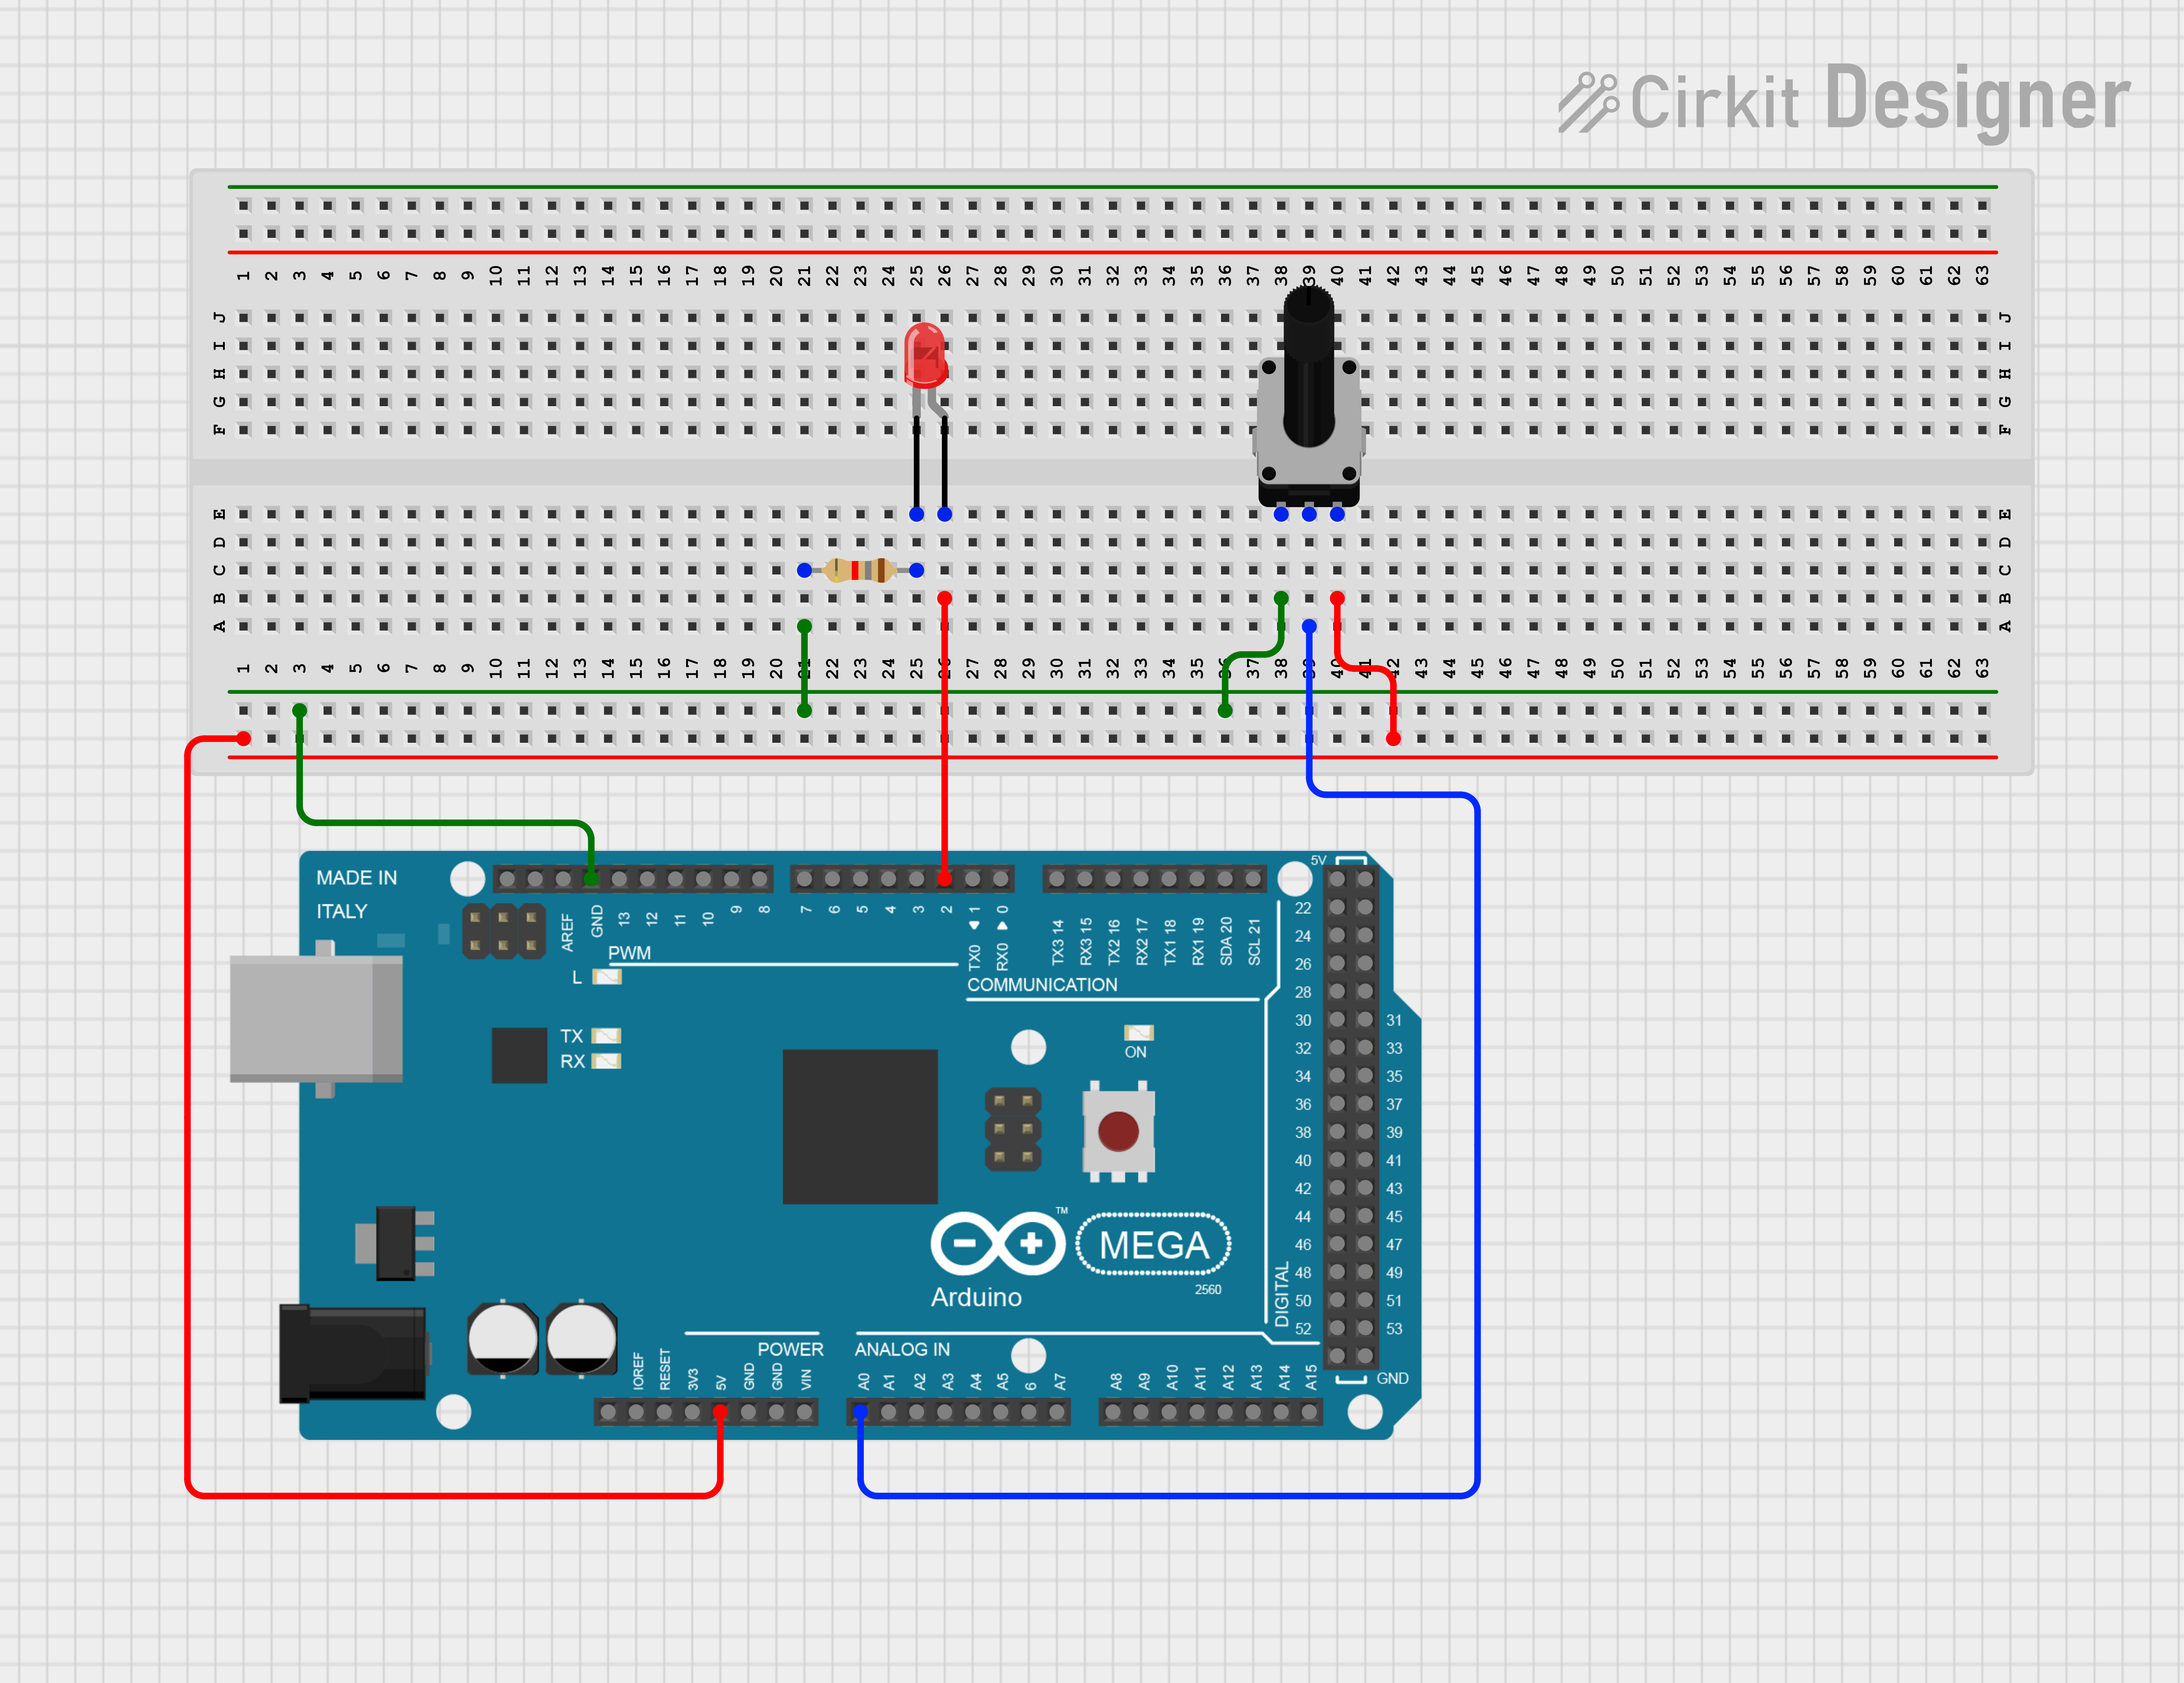 Cirkit Designer
1 2 3 4 5 6 7 8 9 10 11 12 13 14 15 16 17 18 19 20 21 22 23 24 25 26 27 28 29 30 31 32 33 34 35 36 37 38 39 40 41 42 43 44 45 46 47 48 49 50 51 52 53 54 55 56 57 58 59 60 61 62 63
J J
I I
H H
G G
F F
E E
D D
C C
B B
A A
1 2 3 4 5 6 7 8 9 10 11 12 13 14 15 16 17 18 19 20 22 23 24 25 27 28 29 30 31 32 33 34 35 37 38 42 43 44 45 46 47 48 49 50 51 52 53 54 55 56 57 58 59 60 61 62 63
5V
MADE IN
ITALY
AREF GND 13 12 11 10 9 8 7 6 5 4 3 2 1 0
TX0 RX0 TX3 14 RX3 15 TX2 16 RX2 17 TX1 18 RX1 19 SDA 20 SCL 21
PWM
COMMUNICATION
L
TX
RX
ON
22
24
26
28
30 31
32 33
34 35
36 37
38 39
40 41
42 43
44 45
46 47
48 49
50 51
52 53
DIGITAL
TM
MEGA
2560
Arduino
POWER
ANALOG IN
IOREF RESET 3V3 5V GND GND VIN A0 A1 A2 A3 A4 A5 6 A7 A8 A9 A10 A11 A12 A13 A14 A15
GND